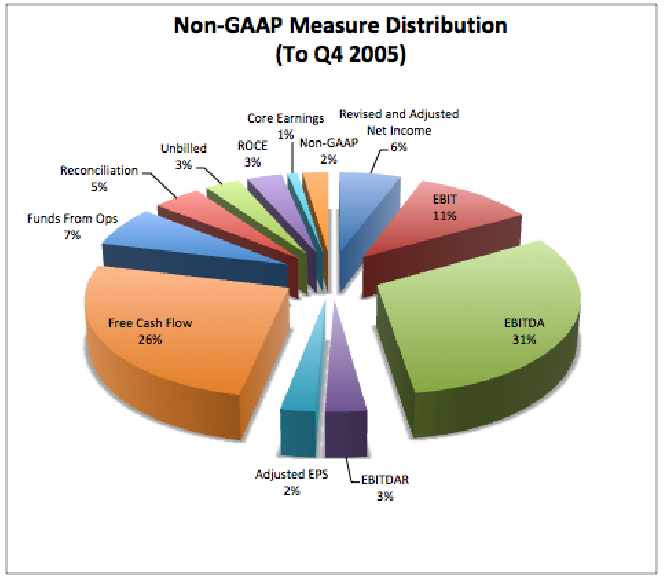 Non-GAAP Measure Distribution
(To Q4 2005)
Revised and Adjusted
Net Income
6%
EBIT
11%
EBITDA
31%
EBITDAR
3%
Adjusted EPS
2%
Free Cash Flow
26%
Funds From Ops
7%
Reconciliation
5%
Unbilled
3%
ROCE
3%
Core Earnings
1%
Non-GAAP
2%